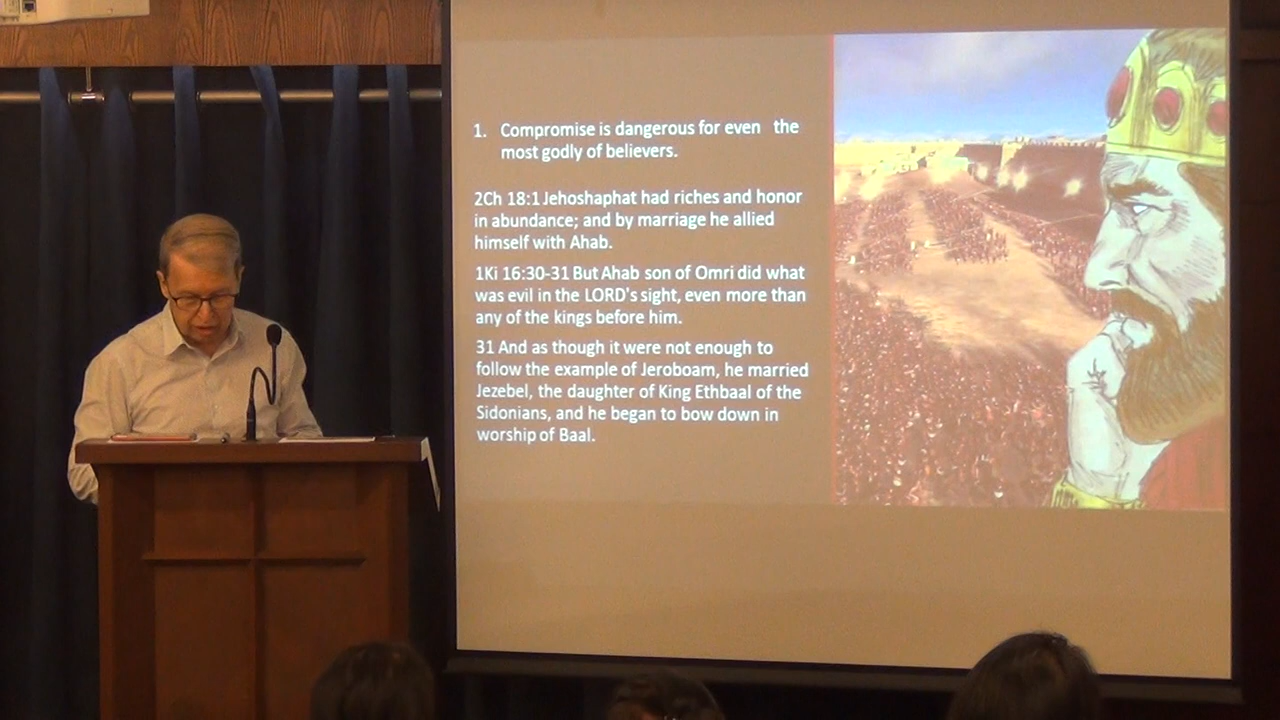 1. Compromise is dangerous for even the
most godly of believers.
2Ch 18:1 Jehoshaphat had riches and honor
in abundance; and by marriage he allied
himself with Ahab.
1Ki 16:30-31 But Ahab son of Omri did what
was evil in the LORD's sight, even more than
any of the kings before him.
31 And as though it were not enough to
follow the example of Jeroboam, he married
Jezebel, the daughter of King Ethbaal of the
Sidonians, and he began to bow down in
worship of Baal.